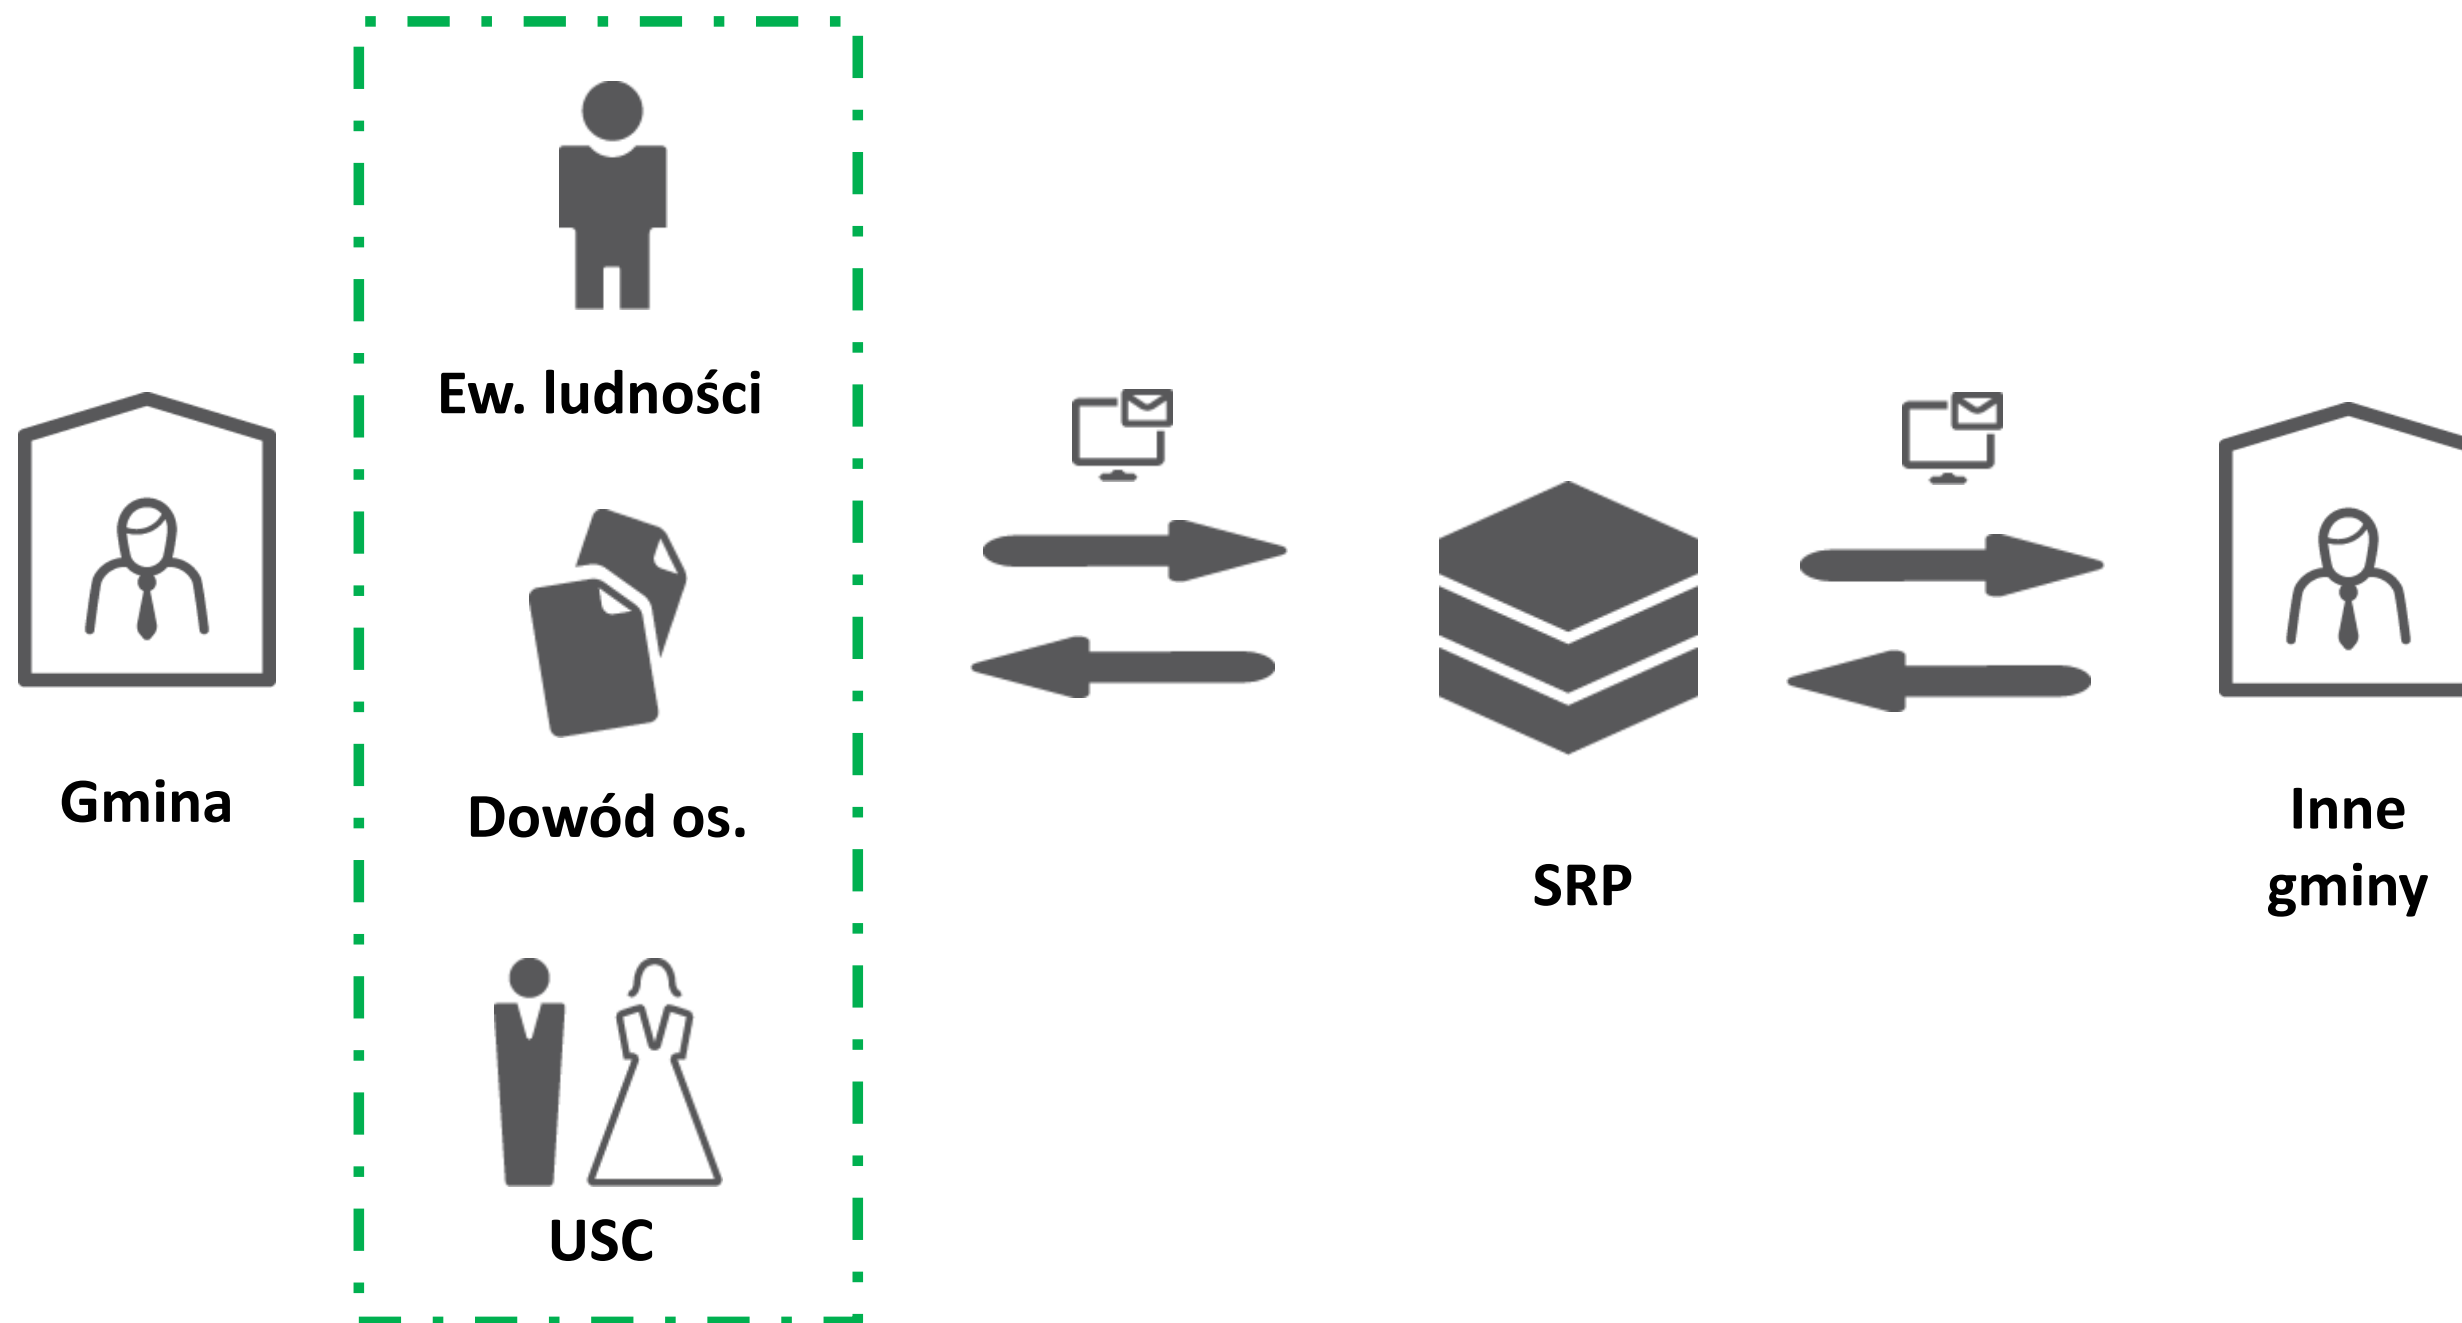 Gmina
Ew. ludności
Dowód os.
USC
SRP
Inne
gminy